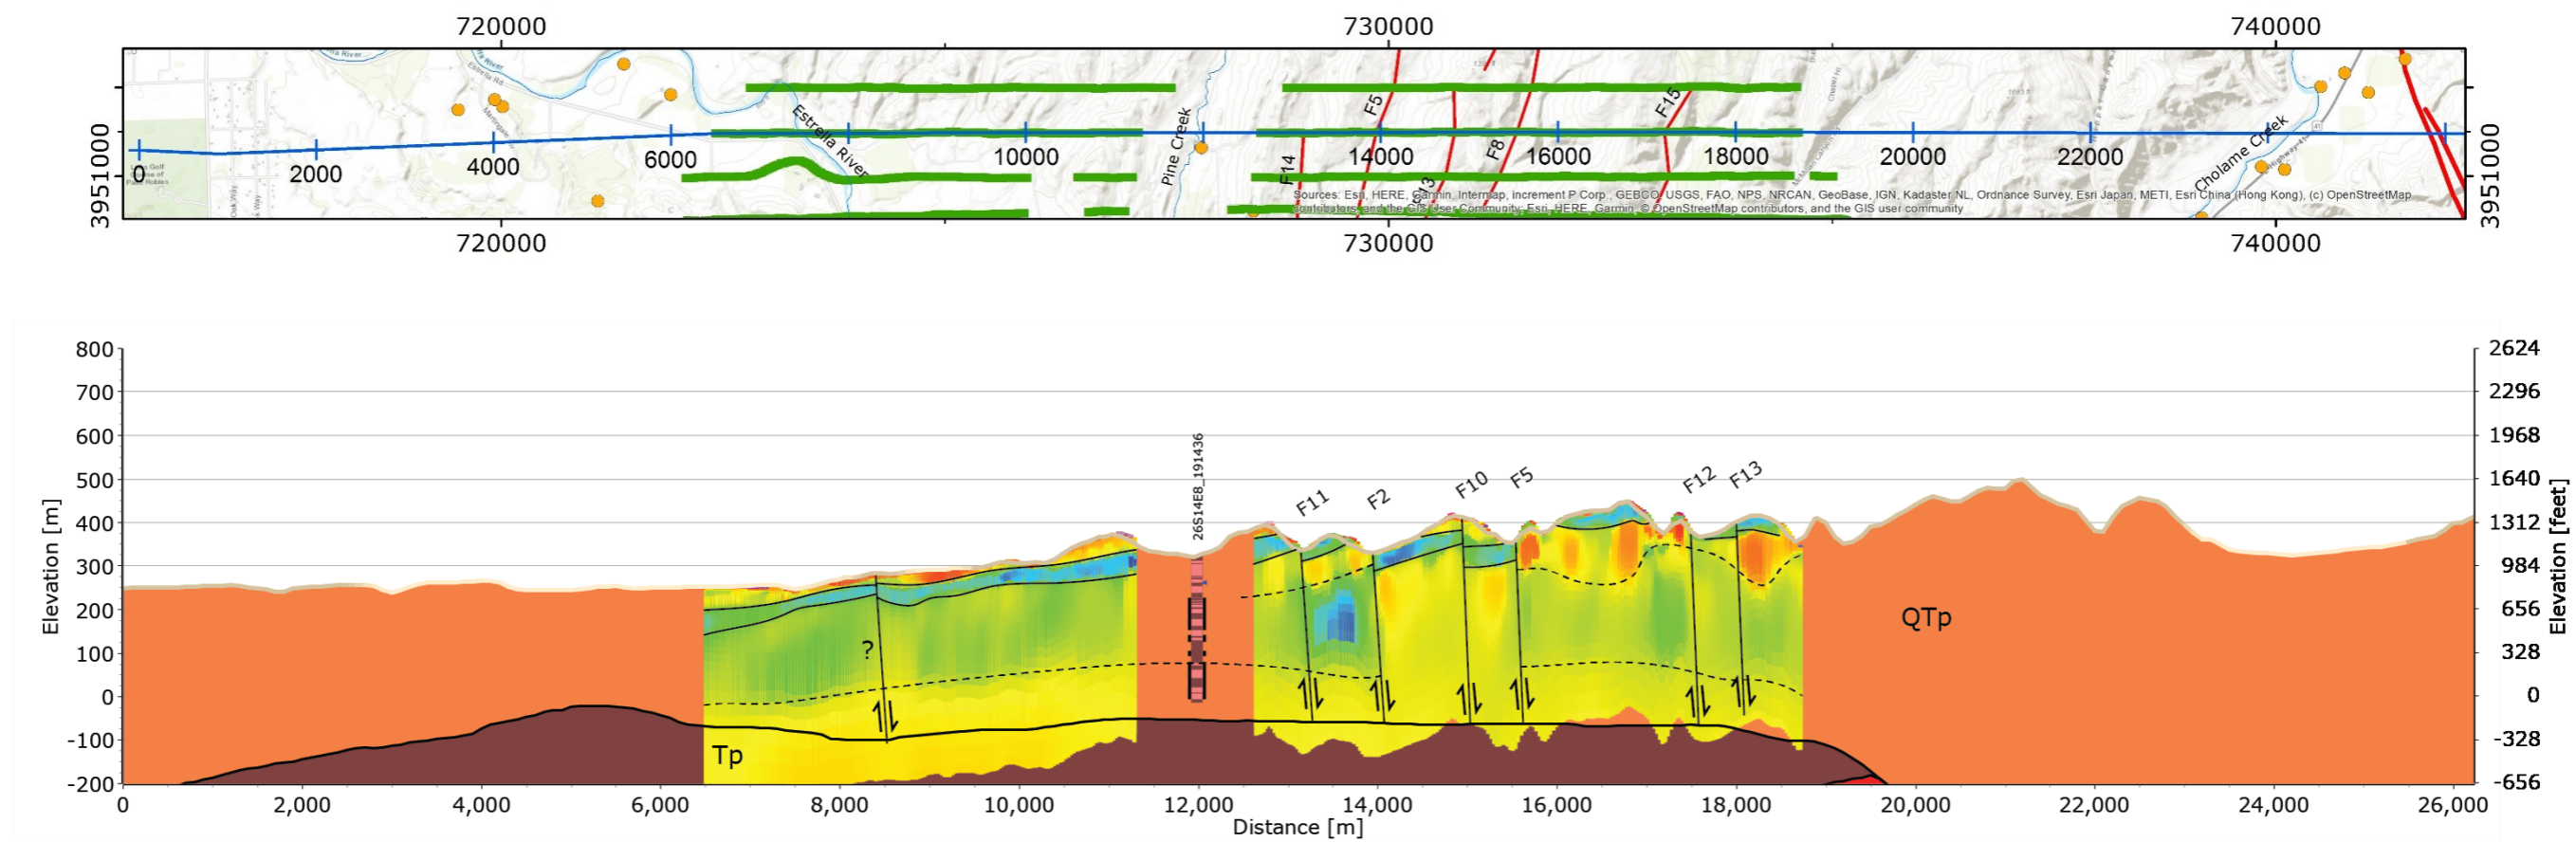 720000 730000 740000
Estrella Rd
Estrella River
Pine Creek
F5
F15
F14
F8
Cholame Creek
3951000
3951000
0 2000 4000 6000 10000 14000 16000 18000 20000 22000
41
Sources: Esri, HERE, Garmin, Intermap, increment P Corp., GEBCO, USGS, FAO, NPS, NRCAN, GeoBase, IGN, Kadaster NL, Ordnance Survey, Esri Japan, METI, Esri China (Hong Kong), (c) OpenStreetMap
contributors, and the GIS User Community; Esri, HERE, Garmin, © OpenStreetMap contributors, and the GIS user community
720000 730000 740000
800 2624
700 2296
600 1968
500 1640
400 1312
300 984
200 656
100 328
0 0
-100 -328
-200 -656
Elevation [m]
Elevation [feet]
26S14E8_191436
F11 F2 F10 F5 F12 F13
?
QTp
Tp
0 2,000 4,000 6,000 8,000 10,000 12,000 14,000 16,000 18,000 20,000 22,000 24,000 26,000
Distance [m]